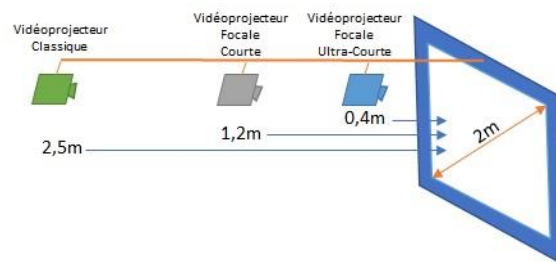 Vidéoprojecteur
Classique
Vidéoprojecteur
Focale
Courte
Vidéoprojecteur
Focale
Ultra-Courte
0,4m
1,2m
2,5m
2m